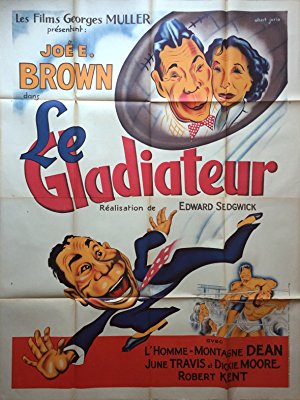 Les Films Georges MULLER
présentent:
JOE E.
BROWN
dans
Le
Gladiateur
Réalisation de EDWARD SEDGWICK
avec
L'HOMME-MONTAGNE DEAN
JUNE TRAVIS et DICKIE MOORE
ROBERT KENT